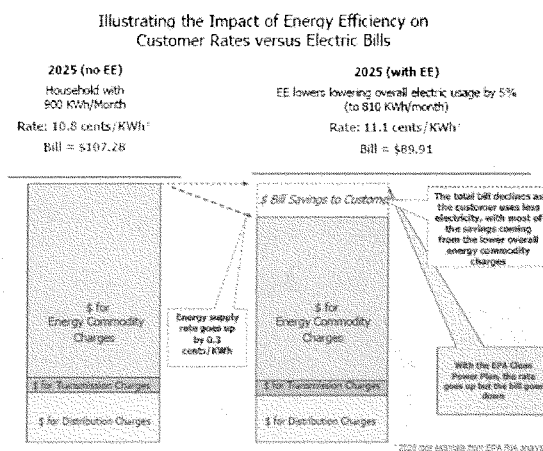 Illustrating the Impact of Energy Efficiency on
Customer Rates versus Electric Bills
2025 (no EE)
Household with
900 KWh/Month
Rate: 10.8 cents/KWh*
Bill = $107.28
2025 (with EE)
EE lowers lowering overall electric usage by 5%
(to 810 KWh/month)
Rate: 11.1 cents/KWh*
Bill = $89.91
$ for
Energy Commodity
Charges
$ for Transmission Charges
$ for Distribution Charges
Energy supply
rate goes up
by 0.3
cents/KWh
$ Bill Savings to Customer
$ for
Energy Commodity
Charges
$ for Transmission Charges
$ for Distribution Charges
The total bill declines as
the customer uses less
electricity, with most of
the savings coming
from the lower overall
energy commodity
charges
With the EPA Clean
Power Plan, the rate
goes up but the bill goes
down
from EPA RIA analysis